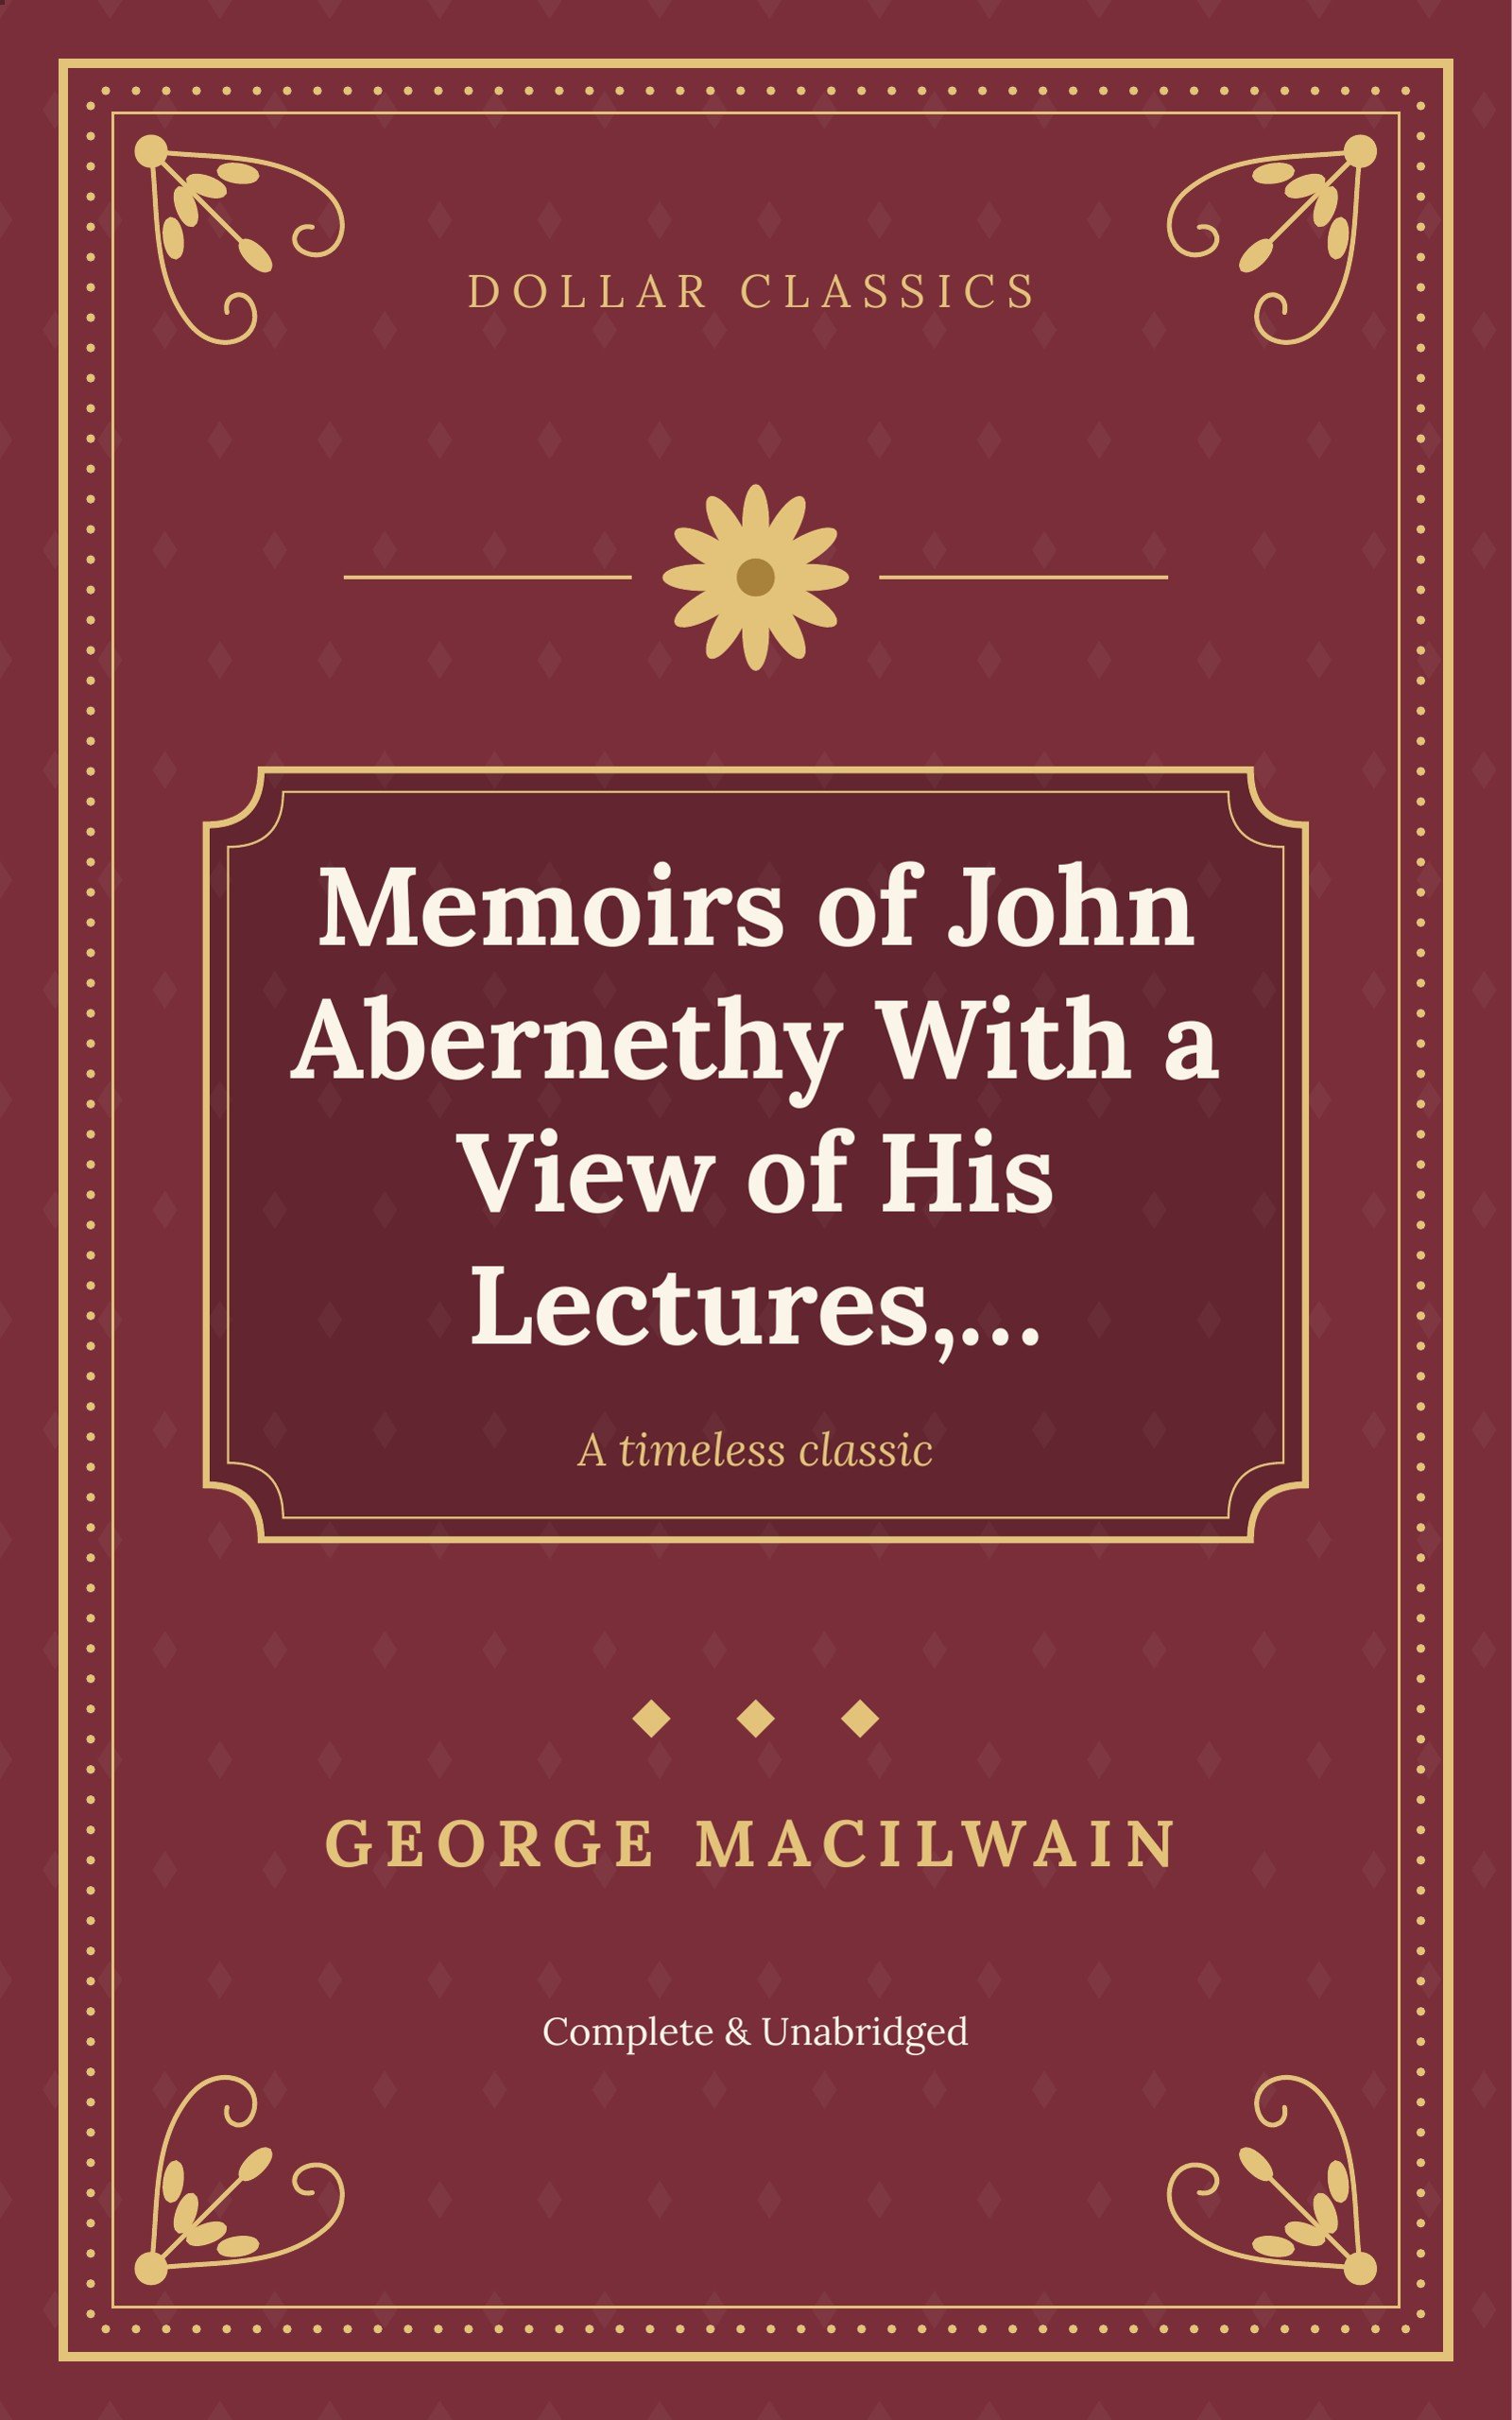 DOLLAR CLASSICS
Memoirs of John
Abernethy With a
View of His
Lectures,...
A timeless classic
GEORGE MACILWAIN
Complete & Unabridged